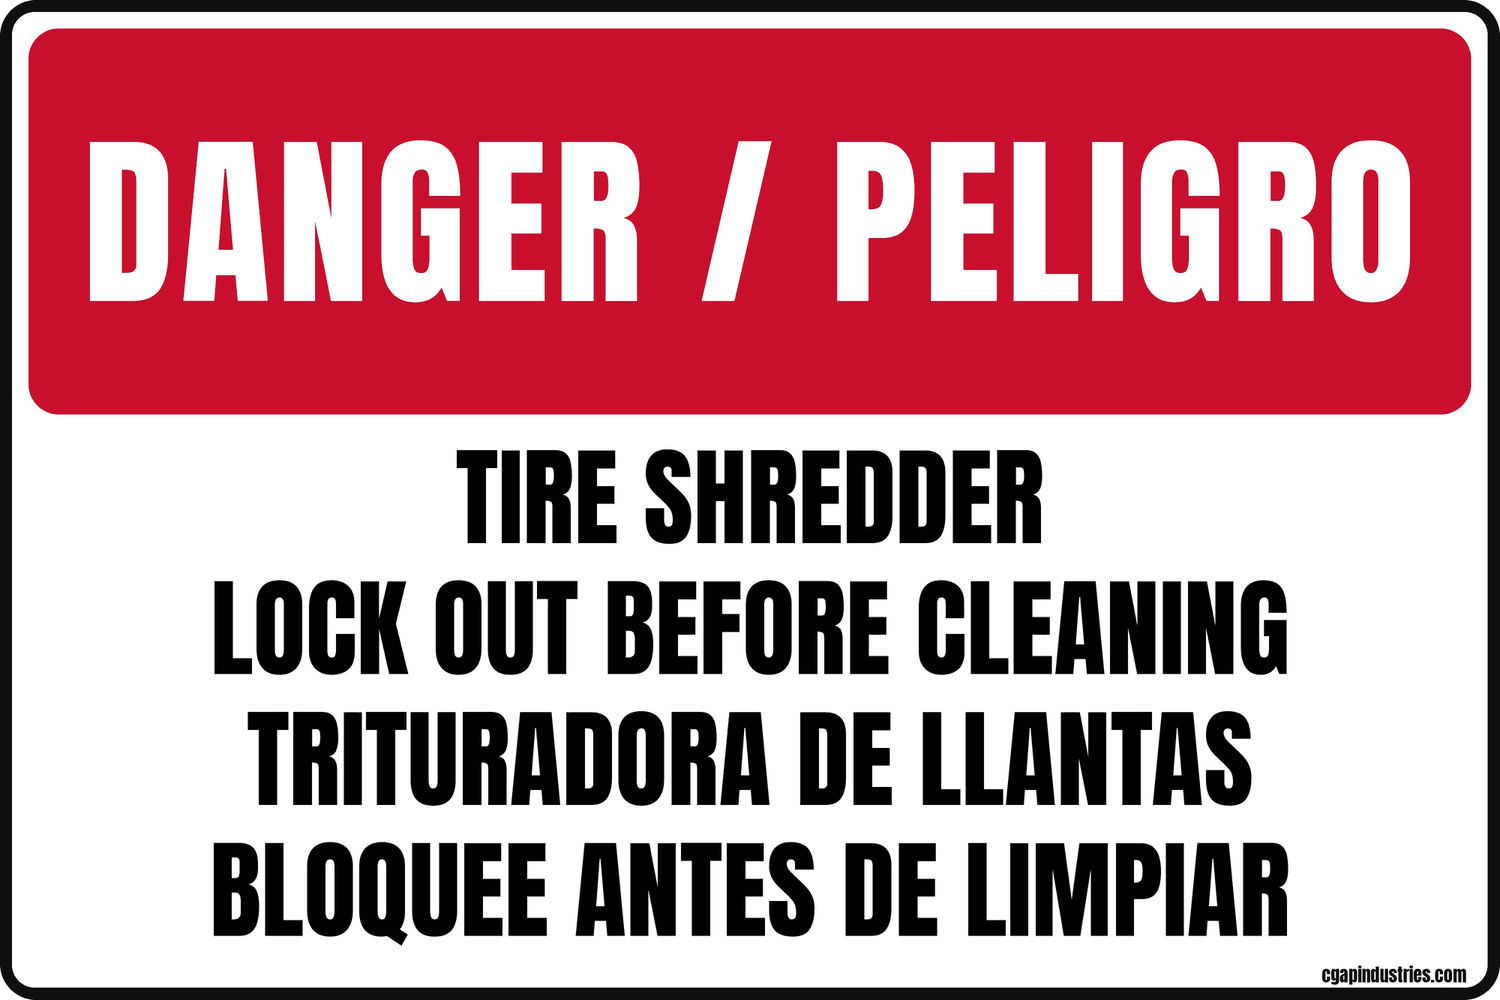 DANGER / PELIGRO
TIRE SHREDDER
LOCK OUT BEFORE CLEANING
TRITURADORA DE LLANTAS
BLOQUEE ANTES DE LIMPIAR
cgapindustries.com